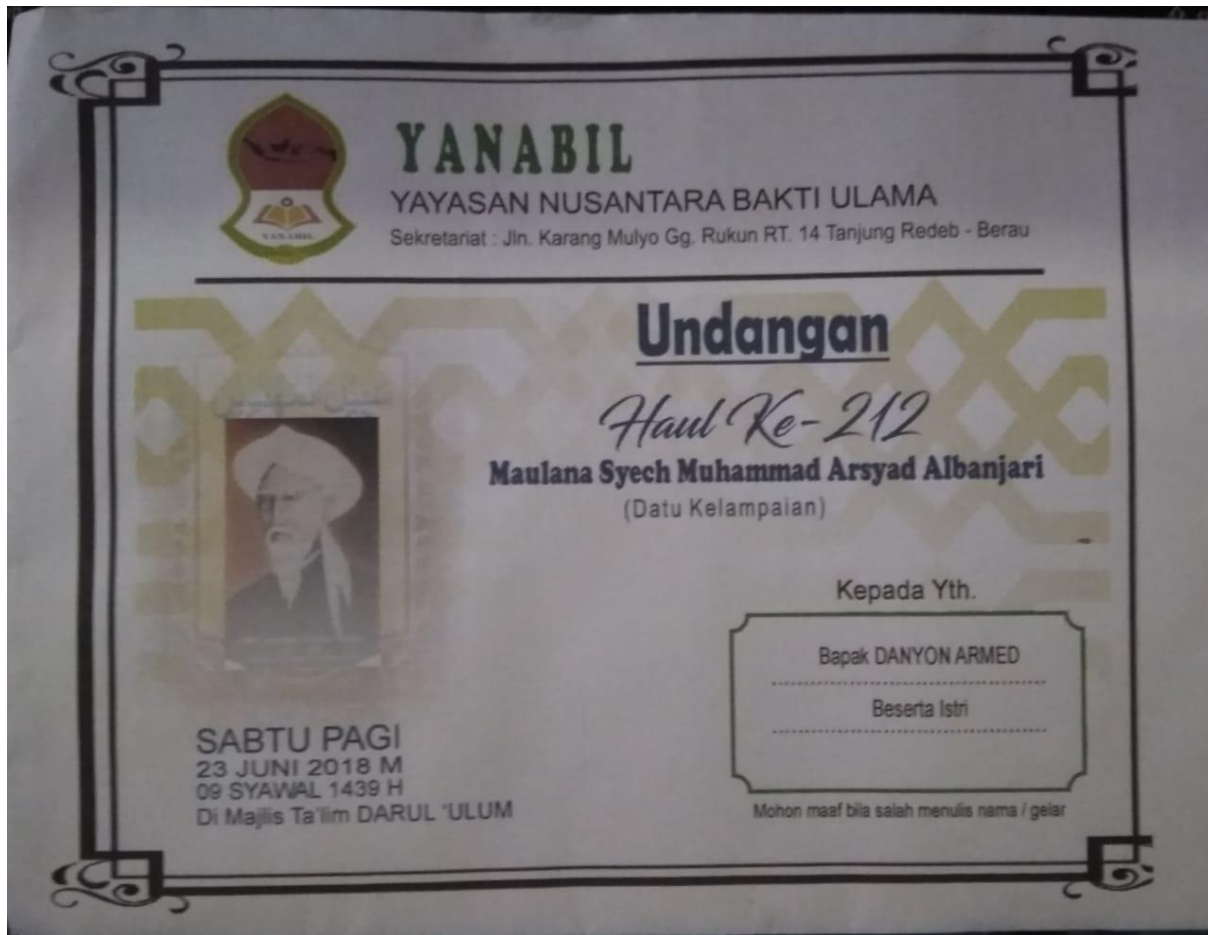 YANABIL
YAYASAN NUSANTARA BAKTI ULAMA
Sekretariat : Jln. Karang Mulyo Gg. Rukun RT. 14 Tanjung Redeb - Berau
YANABIL
Undangan
Haul Ke-212
Maulana Syech Muhammad Arsyad Albanjari
(Datu Kelampaian)
Kepada Yth.
Bapak DANYON ARMED
Beserta Istri
Mohon maaf bila salah menulis nama / gelar
SABTU PAGI
23 JUNI 2018 M
09 SYAWAL 1439 H
Di Majlis Ta'lim DARUL 'ULUM